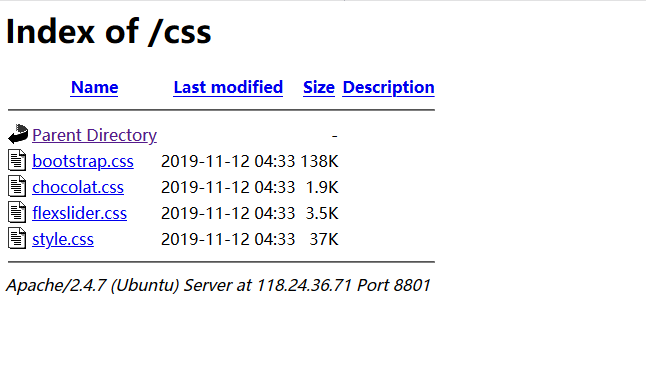 Index of /css
Name Last modified Size Description
Parent Directory -
bootstrap.css 2019-11-12 04:33 138K
chocolat.css 2019-11-12 04:33 1.9K
flexslider.css 2019-11-12 04:33 3.5K
style.css 2019-11-12 04:33 37K
Apache/2.4.7 (Ubuntu) Server at 118.24.36.71 Port 8801